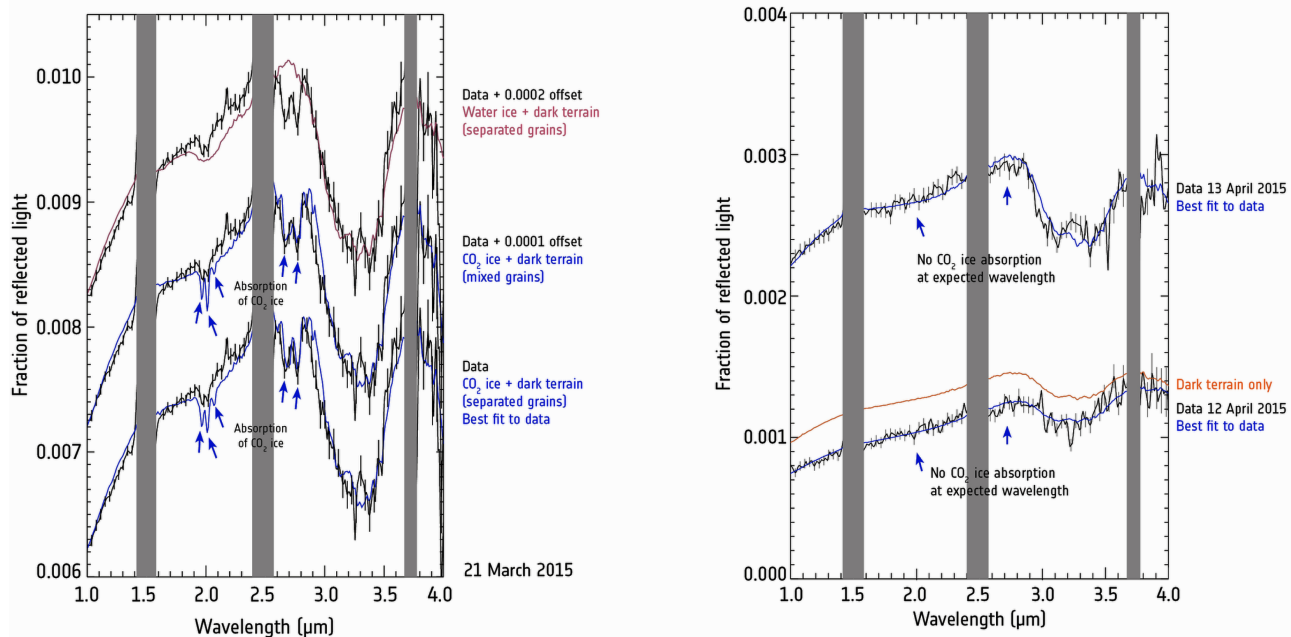 0.010
0.009
0.008
0.007
0.006
Fraction of reflected light
1.0
1.5
2.0
2.5
3.0
3.5
4.0
Wavelength (µm)
Data + 0.0002 offset
Water ice + dark terrain
(separated grains)
Data + 0.0001 offset
CO₂ ice + dark terrain
(mixed grains)
Absorption
of CO₂ ice
Data
CO₂ ice + dark terrain
(separated grains)
Best fit to data
Absorption
of CO₂ ice
21 March 2015
0.004
0.003
0.002
0.001
0.000
Fraction of reflected light
1.0
1.5
2.0
2.5
3.0
3.5
4.0
Wavelength (µm)
Data 13 April 2015
Best fit to data
No CO₂ ice absorption
at expected wavelength
Dark terrain only
Data 12 April 2015
Best fit to data
No CO₂ ice absorption
at expected wavelength